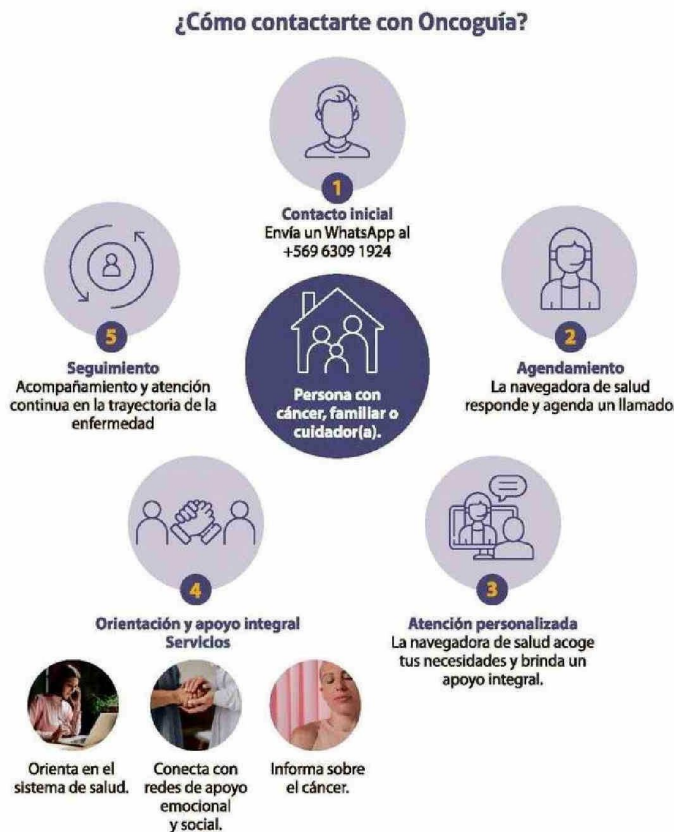 ¿Cómo contactarte con Oncoguía?
1
Contacto inicial
Envía un WhatsApp al
+569 6309 1924
2
Agendamiento
La navegadora de salud
responde y agenda un llamado.
3
Atención personalizada
La navegadora de salud acoge
tus necesidades y brinda un
apoyo integral.
4
Orientación y apoyo integral
Servicios
Orienta en el
sistema de salud.
Conecta con
redes de apoyo
emocional
y social.
Informa sobre
el cáncer.
5
Seguimiento
Acompañamiento y atención
continua en la trayectoria de la
enfermedad
Persona con
cáncer, familiar o
cuidador(a).